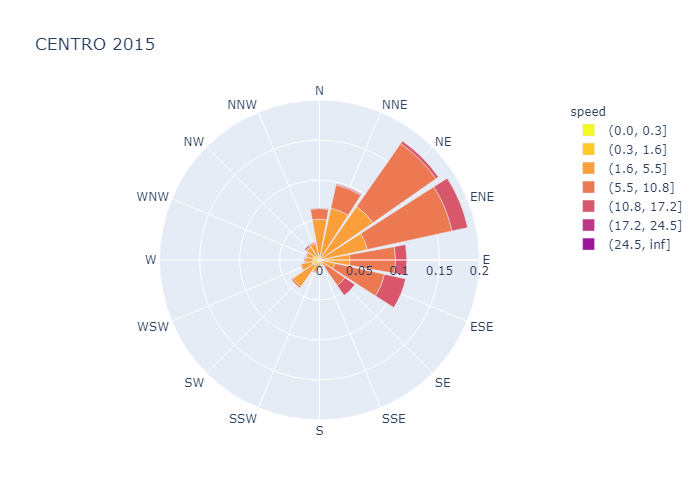 CENTRO 2015
N
NNW
NNE
NW
NE
WNW
ENE
W
E
0
0.05
0.1
0.15
0.2
WSW
ESE
SW
SE
SSW
SSE
S
speed
(0.0, 0.3]
(0.3, 1.6]
(1.6, 5.5]
(5.5, 10.8]
(10.8, 17.2]
(17.2, 24.5]
(24.5, inf]